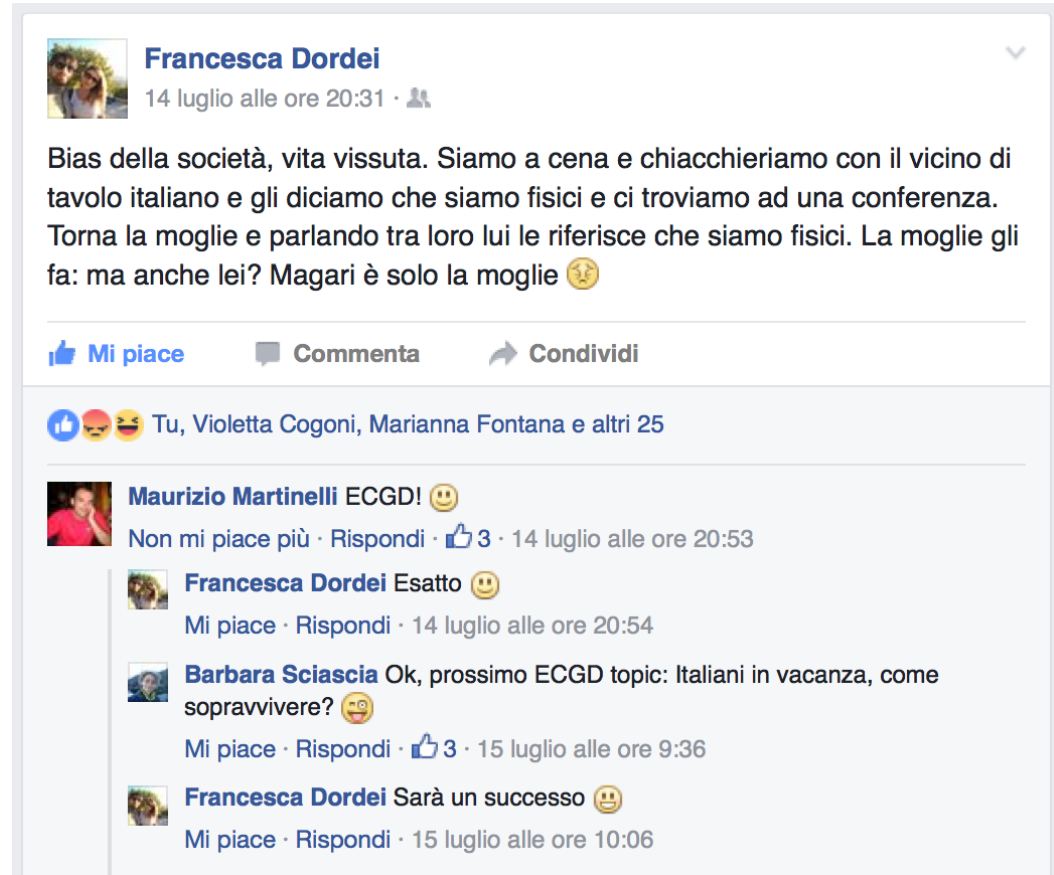 Francesca Dordei
14 luglio alle ore 20:31 ·
Bias della società, vita vissuta. Siamo a cena e chiacchieriamo con il vicino di
tavolo italiano e gli diciamo che siamo fisici e ci troviamo ad una conferenza.
Torna la moglie e parlando tra loro lui le riferisce che siamo fisici. La moglie gli
fa: ma anche lei? Magari è solo la moglie
Mi piace Commenta Condividi
Tu, Violetta Cogoni, Marianna Fontana e altri 25
Maurizio Martinelli ECGD!
Non mi piace più · Rispondi · 3 · 14 luglio alle ore 20:53
Francesca Dordei Esatto
Mi piace · Rispondi · 14 luglio alle ore 20:54
Barbara Sciascia Ok, prossimo ECGD topic: Italiani in vacanza, come
sopravvivere?
Mi piace · Rispondi · 3 · 15 luglio alle ore 9:36
Francesca Dordei Sarà un successo
Mi piace · Rispondi · 15 luglio alle ore 10:06